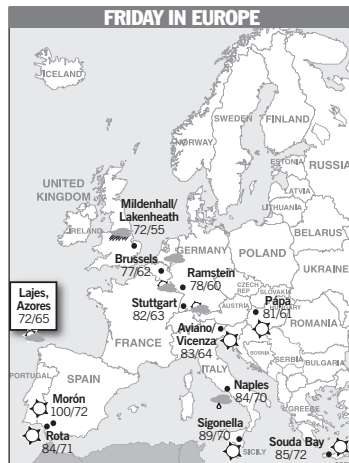 FRIDAY IN EUROPE
ICELAND
SWEDEN
FINLAND
NORWAY
ESTONIA
RUSSIA
LATVIA
LITHUANIA
UNITED
KINGDOM
Mildenhall/
Lakenheath
72/55
IRELAND
BELARUS
Brussels
77/62
GERMANY
POLAND
UKRAINE
Ramstein
78/60
Lajes,
Azores
72/65
Stuttgart
82/63
CZECH
REP
SLOVAKIA
AUSTRIA
HUNGARY
Pápa
81/61
FRANCE
Aviano/
Vicenza
83/64
ROMANIA
BOSNIA
SERBIA
BULGARIA
ITALY
PORTUGAL
SPAIN
Naples
84/70
Morón
100/72
Rota
84/71
Sigonella
89/70
SICILY
GREECE
Souda Bay
85/72